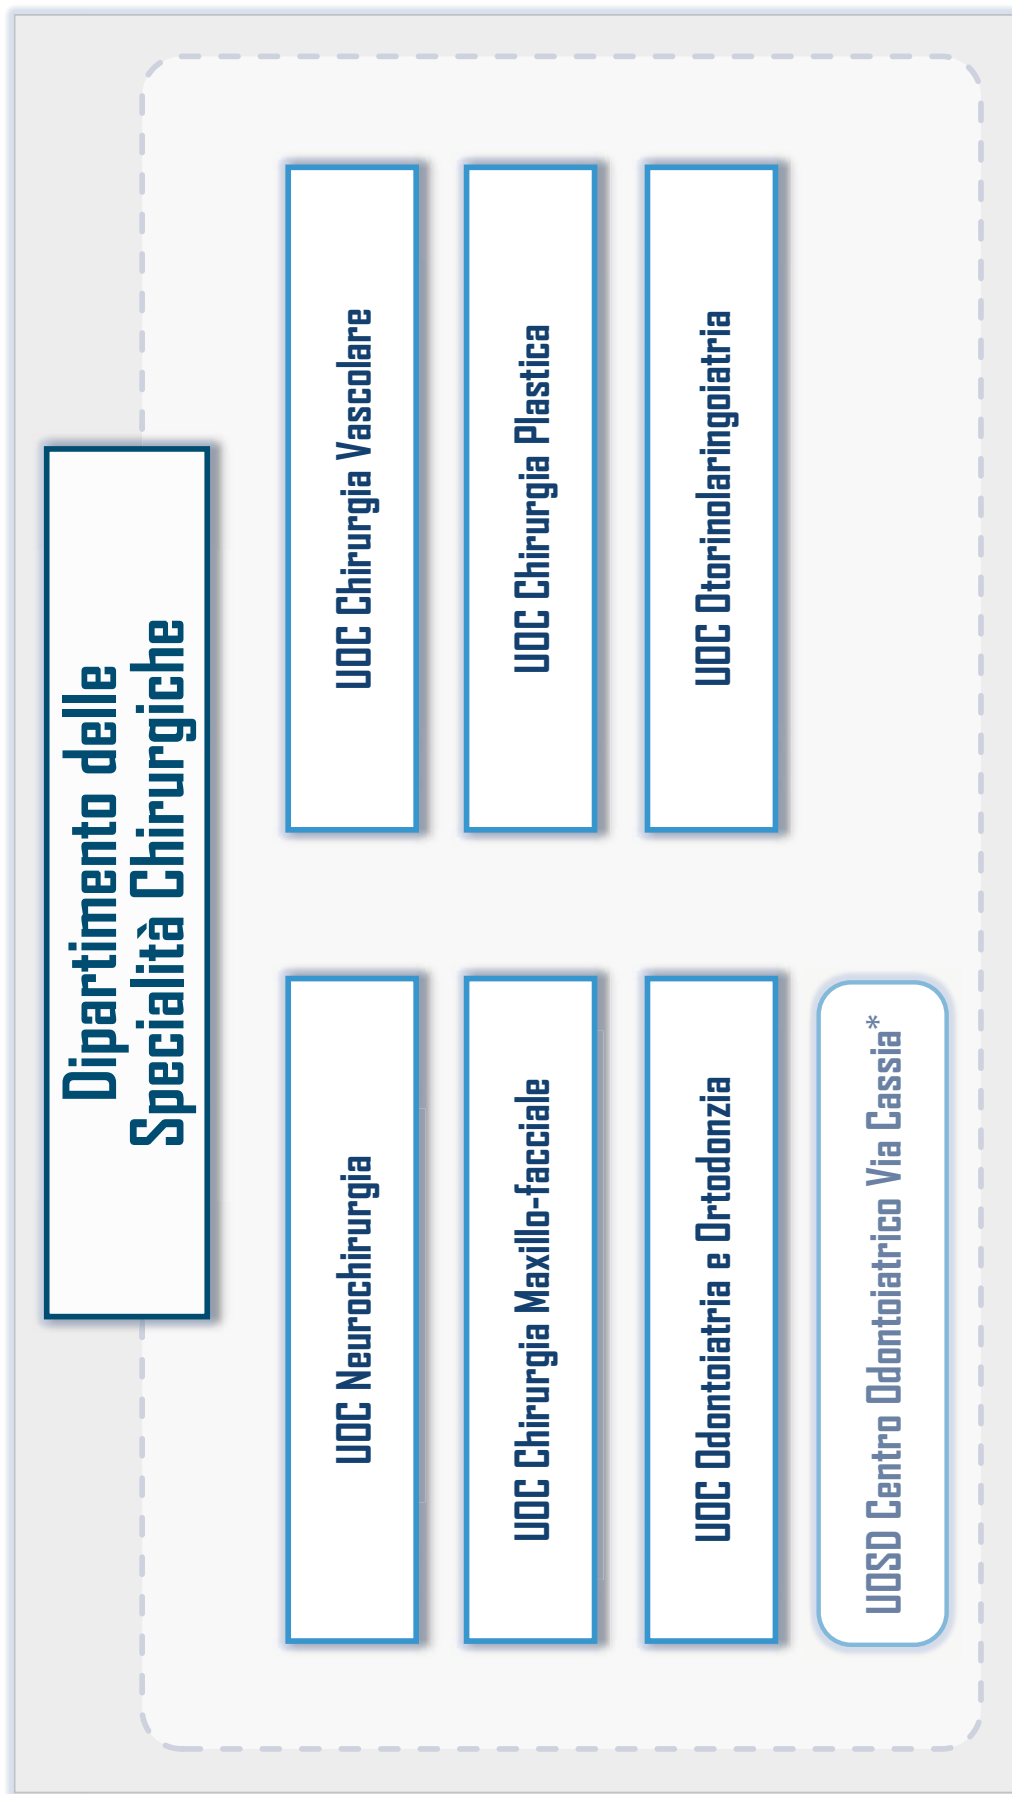 Dipartimento delle
Specialità Chirurgiche
UOC Neurochirurgia
UOC Chirurgia Vascolare
UOC Chirurgia Maxillo-facciale
UOC Chirurgia Plastica
UOC Odontoiatria e Ortodonzia
UOC Otorinolaringoiatria
UOSD Centro Odontoiatrico Via Cassia*